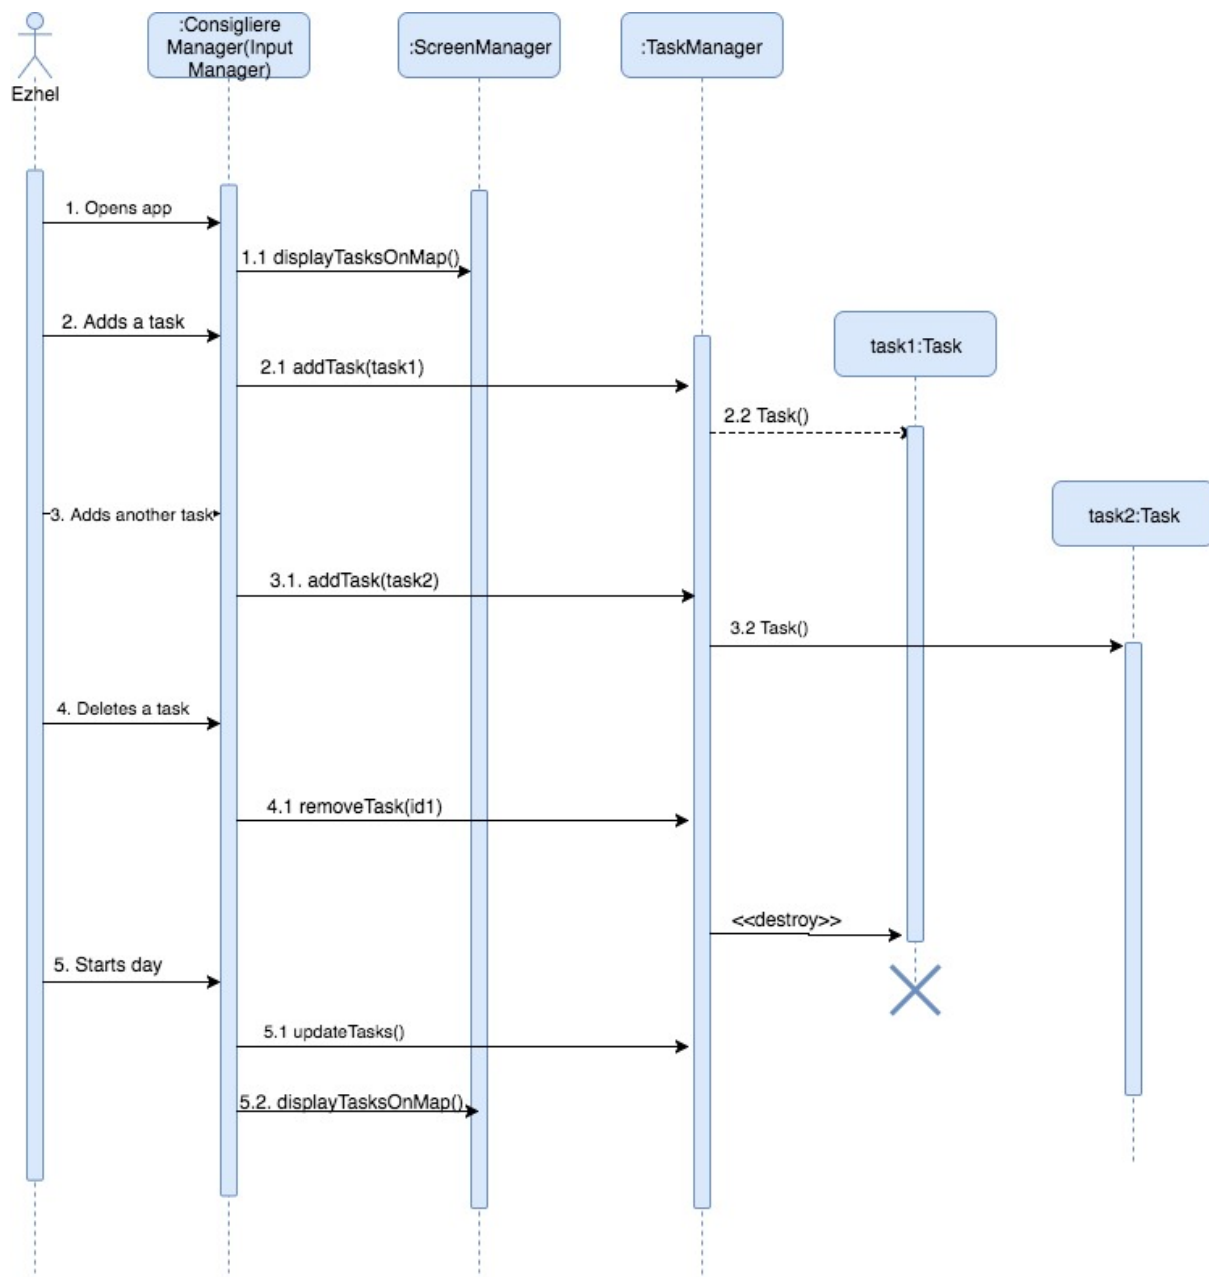 Ezhel
:Consigliere
Manager(Input
Manager)
:ScreenManager
:TaskManager
1. Opens app
1.1 displayTasksOnMap()
2. Adds a task
task1:Task
2.1 addTask(task1)
2.2 Task()
3. Adds another task
task2:Task
3.1. addTask(task2)
3.2 Task()
4. Deletes a task
4.1 removeTask(id1)
<<destroy>>
5. Starts day
5.1 updateTasks()
5.2. displayTasksOnMap()